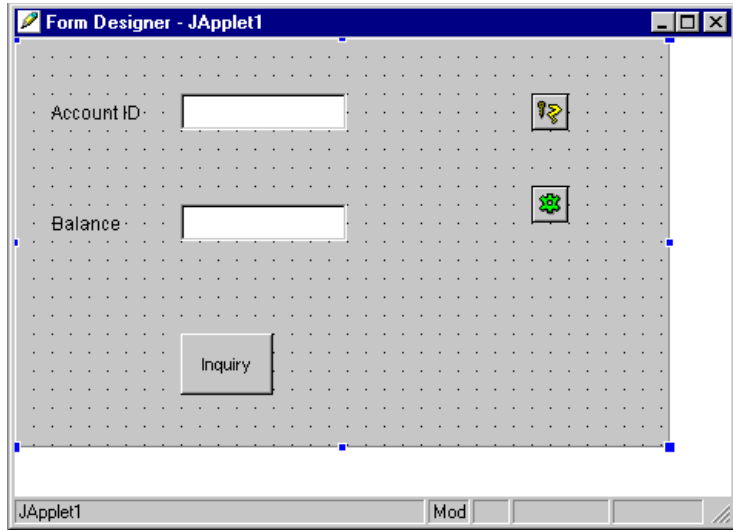 Form Designer - JApplet1
Account ID
Balance
Inquiry
JApplet1
Mod